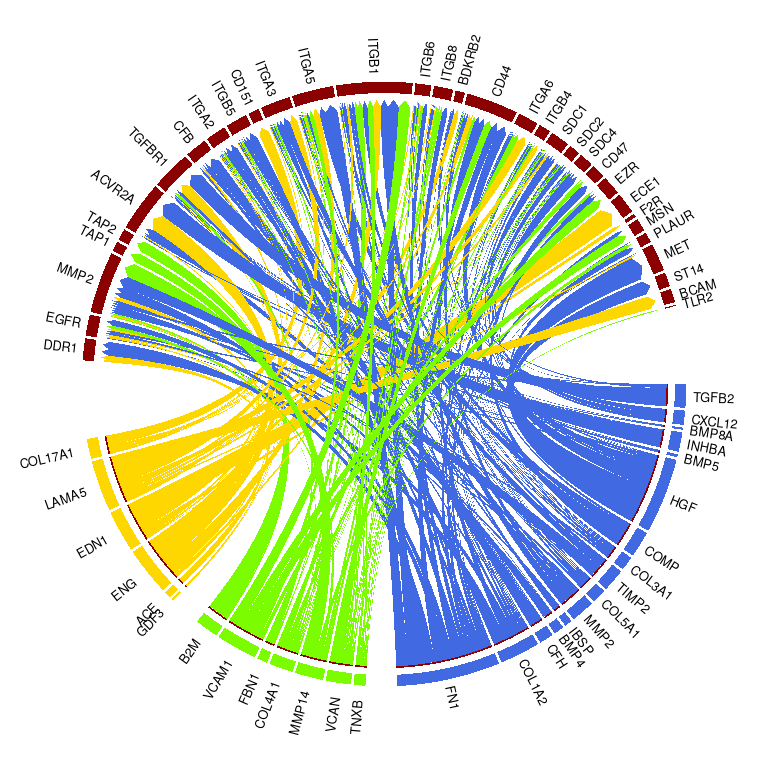 DDR1
EGFR
MMP2
TAP1
TAP2
ACVR2A
TGFBR1
CFB
ITGA2
ITGB5
CD151
ITGA3
ITGA5
ITGB1
ITGB6
ITGB8
BDKRB2
CD44
ITGA6
ITGB4
SDC1
SDC2
SDC4
CD47
EZR
ECE1
F2R
MSN
PLAUR
MET
ST14
BCAM
TLR2
TGFB2
CXCL12
BMP8A
INHBA
BMP5
HGF
COMP
COL3A1
TIMP2
COL5A1
MMP2
IBSP
BMP4
CFH
COL1A2
FN1
TNXB
VCAN
MMP14
COL4A1
FBN1
VCAM1
B2M
GDF3
ACE
ENG
EDN1
LAMA5
COL17A1